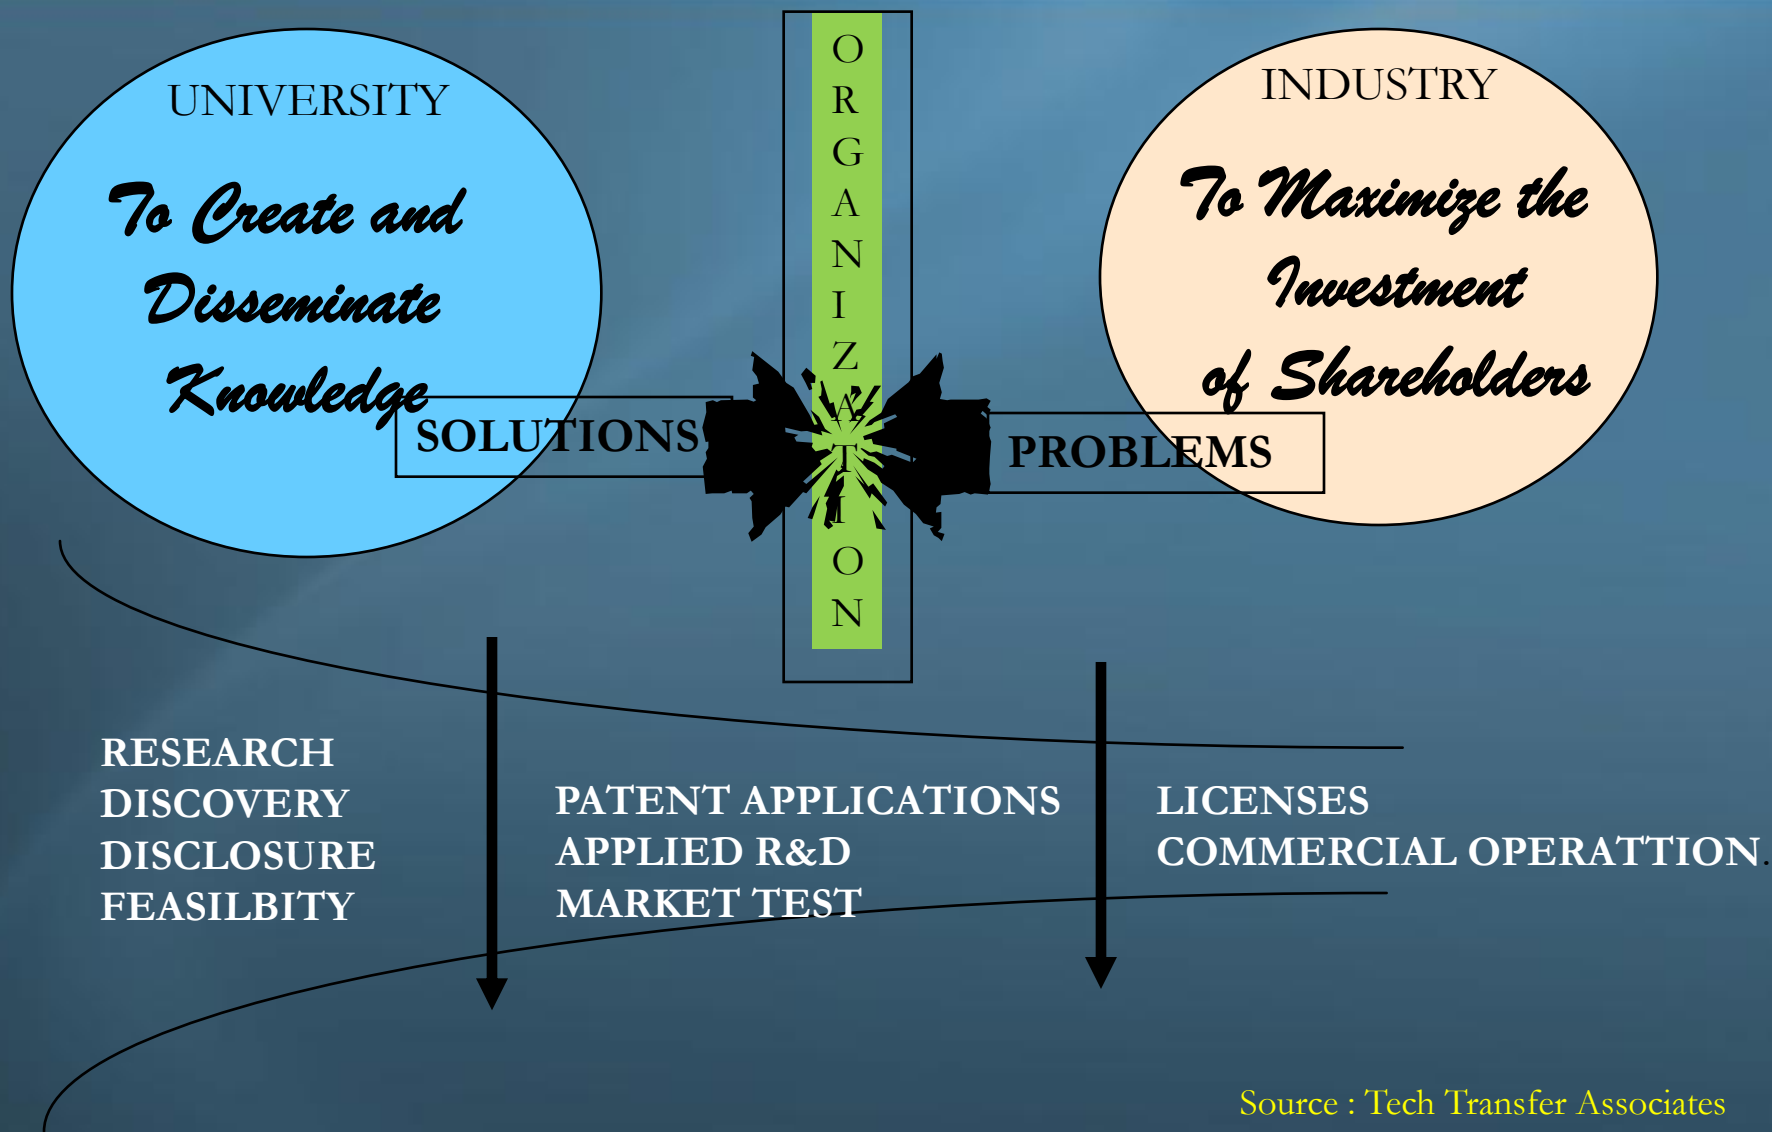 UNIVERSITY
To Create and
Disseminate
Knowledge
SOLUTIONS
O
R
G
A
N
I
Z
A
T
I
O
N
INDUSTRY
To Maximize the
Investment
of Shareholders
PROBLEMS
RESEARCH
DISCOVERY
DISCLOSURE
FEASILBITY
PATENT APPLICATIONS
APPLIED R&D
MARKET TEST
LICENSES
COMMERCIAL OPERATTION.
Source : Tech Transfer Associates